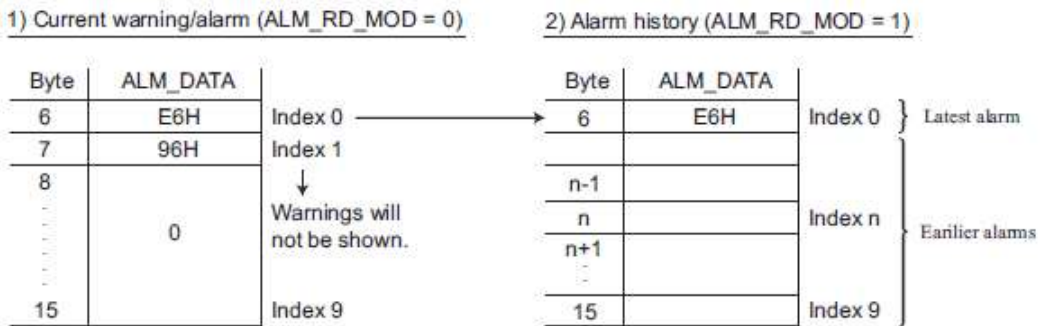 1) Current warning/alarm (ALM_RD_MOD = 0)
Byte ALM_DATA
6 E6H Index 0
7 96H Index 1
8
0
Warnings will
not be shown.
15 Index 9
2) Alarm history (ALM_RD_MOD = 1)
Byte ALM_DATA
6 E6H Index 0 Latest alarm
n-1
n Index n
n+1
Earilier alarms
15 Index 9